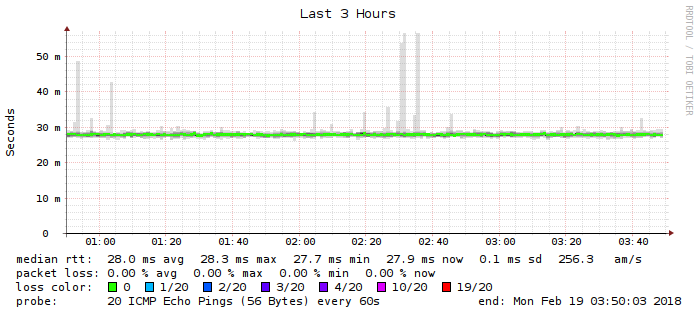 Last 3 Hours
RRDTOOL / TOBI OETIKER
Seconds
50 m
40 m
30 m
20 m
10 m
0
01:00 01:20 01:40 02:00 02:20 02:40 03:00 03:20 03:40
median rtt: 28.0 ms avg 28.3 ms max 27.7 ms min 27.9 ms now 0.1 ms sd 256.3 am/s
packet loss: 0.00 % avg 0.00 % max 0.00 % min 0.00 % now
loss color: 0 1/20 2/20 3/20 4/20 10/20 19/20
probe: 20 ICMP Echo Pings (56 Bytes) every 60s end: Mon Feb 19 03:50:03 2018